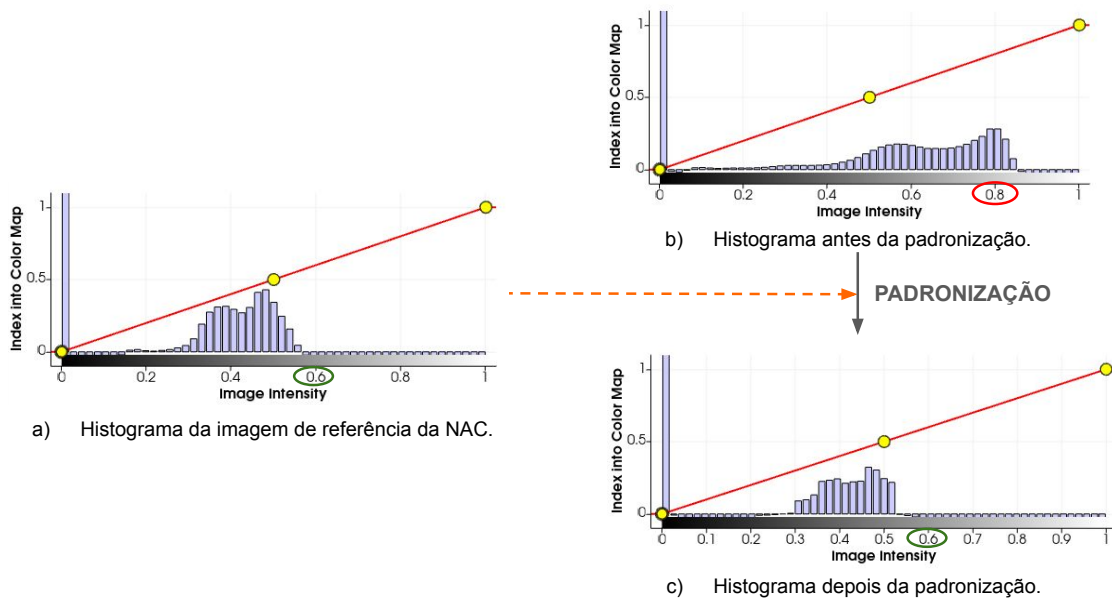 Index into Color Map
1
0.5
0
0 0.2 0.4 0.6 0.8 1
Image Intensity
a) Histograma da imagem de referência da NAC.
Index into Color Map
1
0.5
0
0 0.2 0.4 0.6 0.8 1
Image Intensity
b) Histograma antes da padronização.
PADRONIZAÇÃO
Index into Color Map
1
0.5
0
0 0.1 0.2 0.3 0.4 0.5 0.6 0.7 0.8 0.9 1
Image Intensity
c) Histograma depois da padronização.